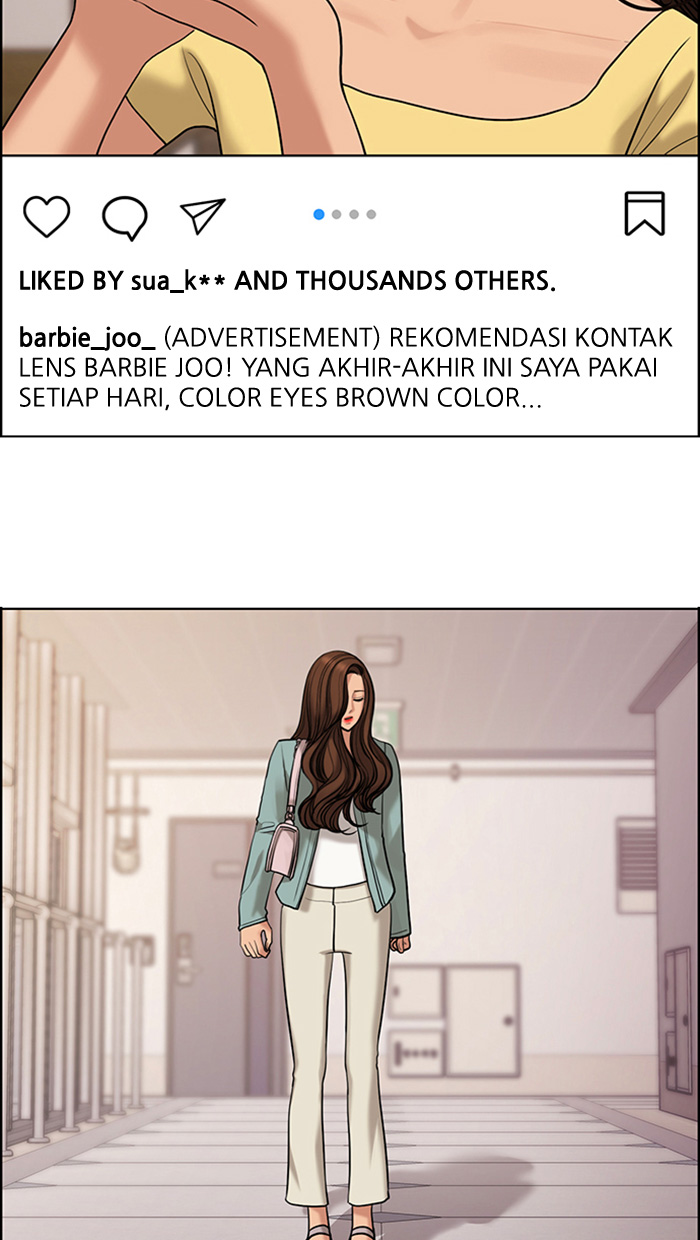 LIKED BY sua_k** AND THOUSANDS OTHERS.
barbie_joo_ (ADVERTISEMENT) REKOMENDASI KONTAK
LENS BARBIE JOO! YANG AKHIR-AKHIR INI SAYA PAKAI
SETIAP HARI, COLOR EYES BROWN COLOR...